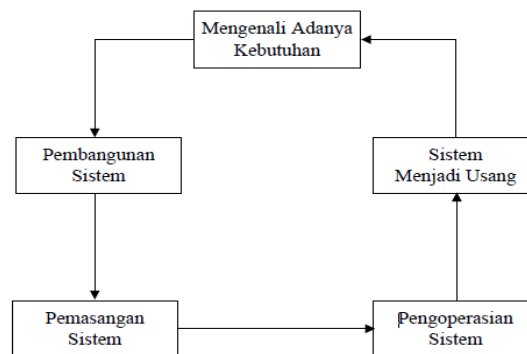 Mengenali Adanya
Kebutuhan
Pembangunan
Sistem
Sistem
Menjadi Usang
Pemasangan
Sistem
Pengoperasian
Sistem